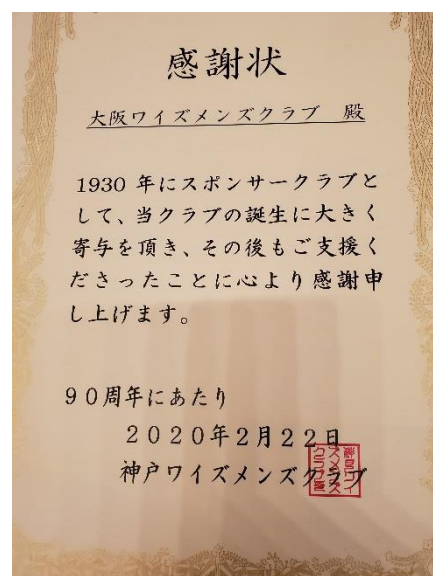 感謝状
大阪ワイズメンズクラブ 殿
1930 年にスポンサークラブと
して、当クラブの誕生に大きく
寄与を頂き、その後もご支援く
ださったことに心より感謝申
し上げます。
90周年にあたり
2020年2月22日
神戸ワイズメンズクラブ